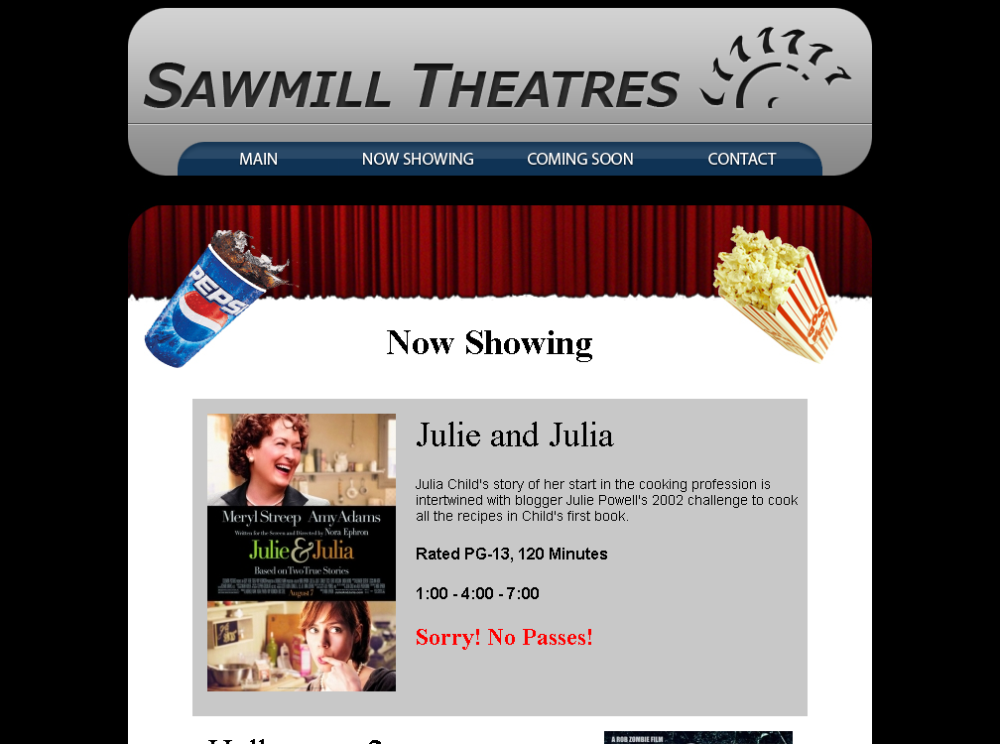 SAWMILL THEATRES
MAIN NOW SHOWING COMING SOON CONTACT
PEPSI
Now Showing
Julie and Julia
Julia Child's story of her start in the cooking profession is
intertwined with blogger Julie Powell's 2002 challenge to cook
all the recipes in Child's first book.
Rated PG-13, 120 Minutes
1:00 - 4:00 - 7:00
Sorry! No Passes!
Meryl Streep Amy Adams
Written for the Screen and Directed by Nora Ephron
Julie & Julia
Based on Two True Stories
August 7
A ROB ZOMBIE FILM